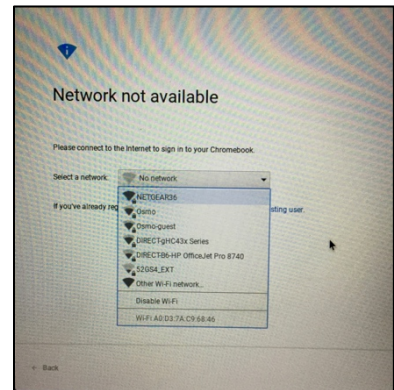 Network not available
Please connect to the Internet to sign in to your Chromebook.
Select a network: No network
NETGEAR36
If you've already reg sting user.
Osmo
Osmo-guest
DIRECT-gHC43x Series
DIRECT-B6-HP OfficeJet Pro 8740
52GS4_EXT
Other Wi-Fi network...
Disable Wi-Fi
Wi-Fi A0:D3:7A:C9:68:46
Back